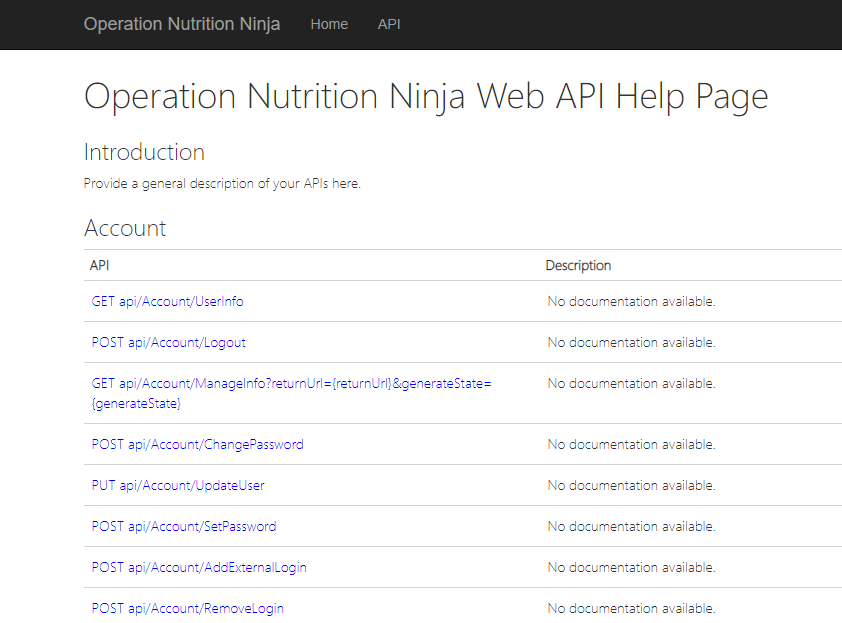 Operation Nutrition Ninja Home API
Operation Nutrition Ninja Web API Help Page
Introduction
Provide a general description of your APIs here.
Account
API Description
GET api/Account/UserInfo No documentation available.
POST api/Account/Logout No documentation available.
GET api/Account/ManageInfo?returnUrl={returnUrl}&generateState= No documentation available.
{generateState}
POST api/Account/ChangePassword No documentation available.
PUT api/Account/UpdateUser No documentation available.
POST api/Account/SetPassword No documentation available.
POST api/Account/AddExternalLogin No documentation available.
POST api/Account/RemoveLogin No documentation available.